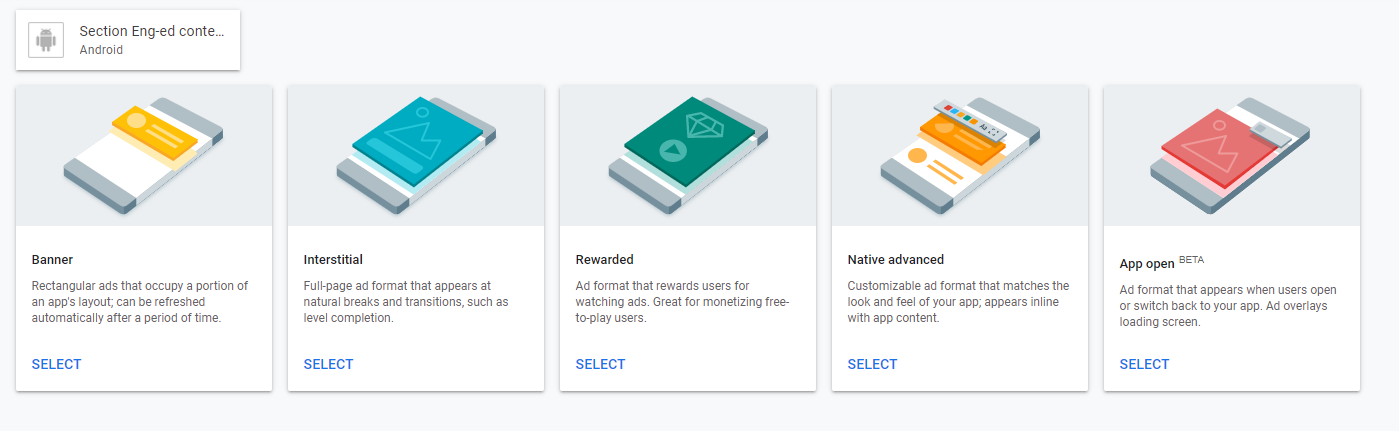 Section Eng-ed conte...
Android
Banner
Rectangular ads that occupy a portion of
an app's layout; can be refreshed
automatically after a period of time.
SELECT
Interstitial
Full-page ad format that appears at
natural breaks and transitions, such as
level completion.
SELECT
Rewarded
Ad format that rewards users for
watching ads. Great for monetizing free-
to-play users.
SELECT
Native advanced
Customizable ad format that matches the
look and feel of your app; appears inline
with app content.
SELECT
App open BETA
Ad format that appears when users open
or switch back to your app. Ad overlays
loading screen.
SELECT